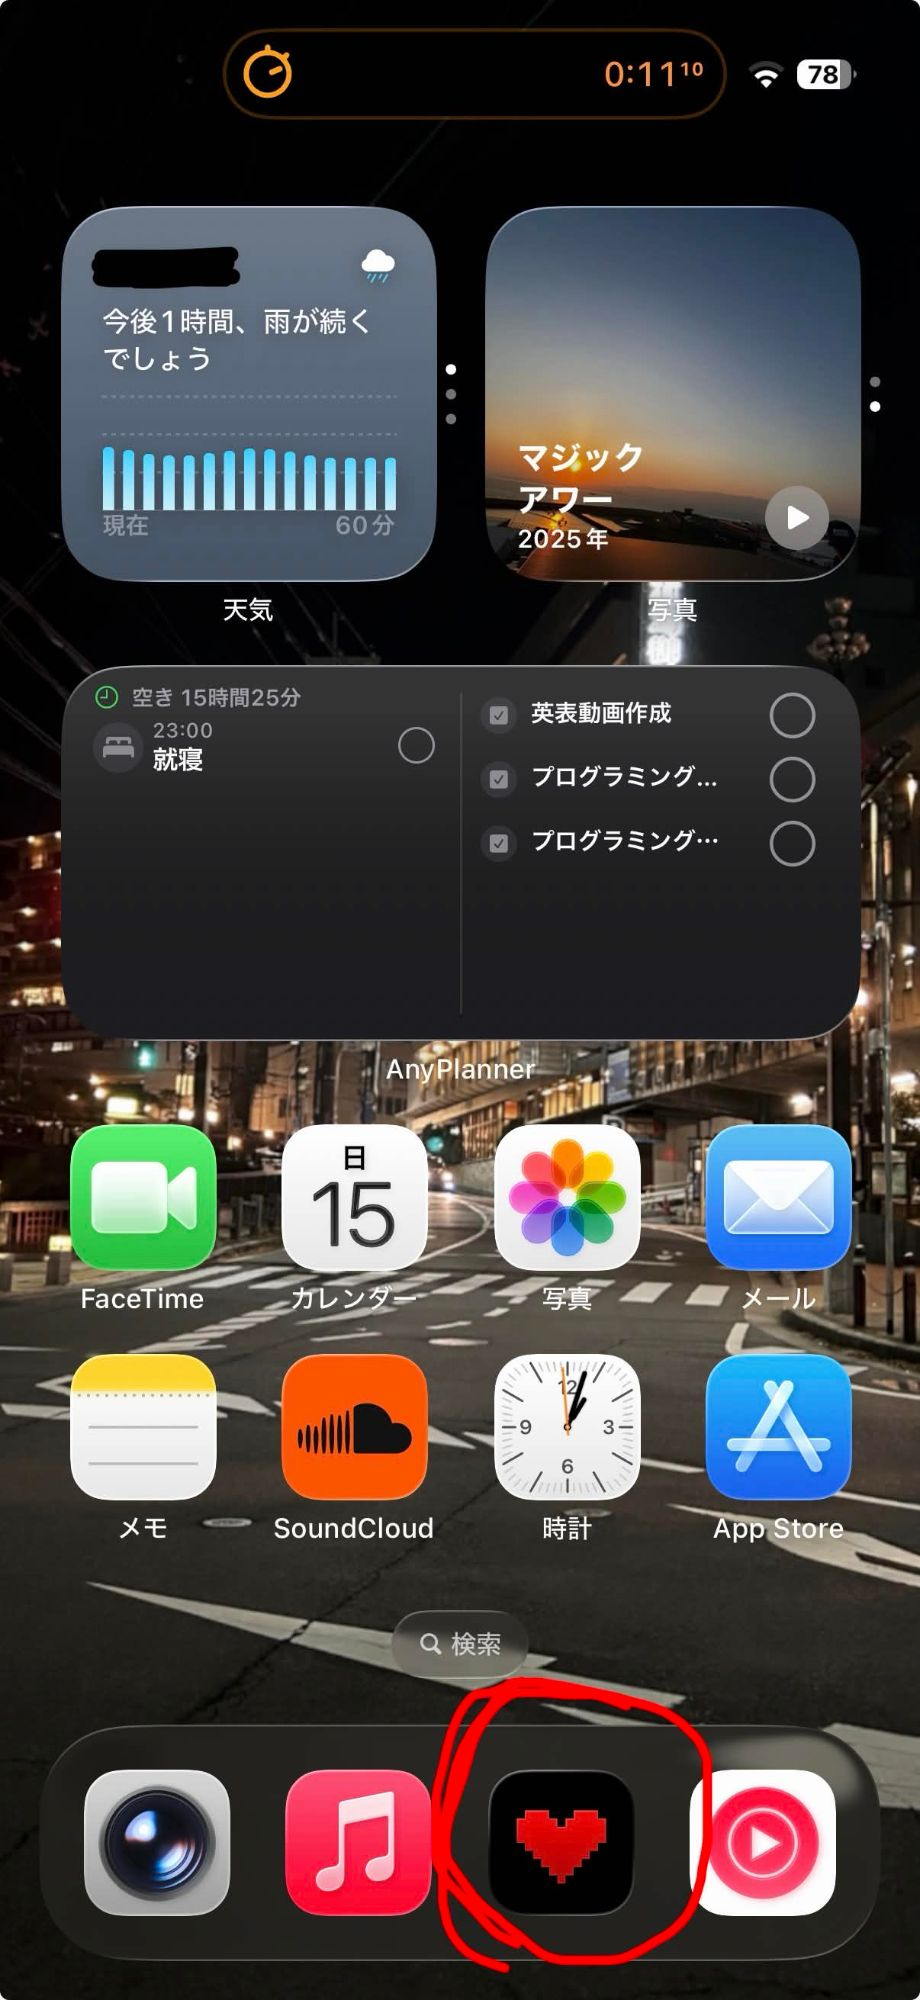 0:11¹⁰
78
今後1時間、雨が続く
でしょう
現在 60分
天気
マジック
アワー
2025年
写真
空き 15時間25分
23:00
就寝
英表動画作成
プログラミング...
プログラミング…
AnyPlanner
日
15
FaceTime
カレンダー
写真
メール
12
9 3
6
メモ
SoundCloud
時計
App Store
検索